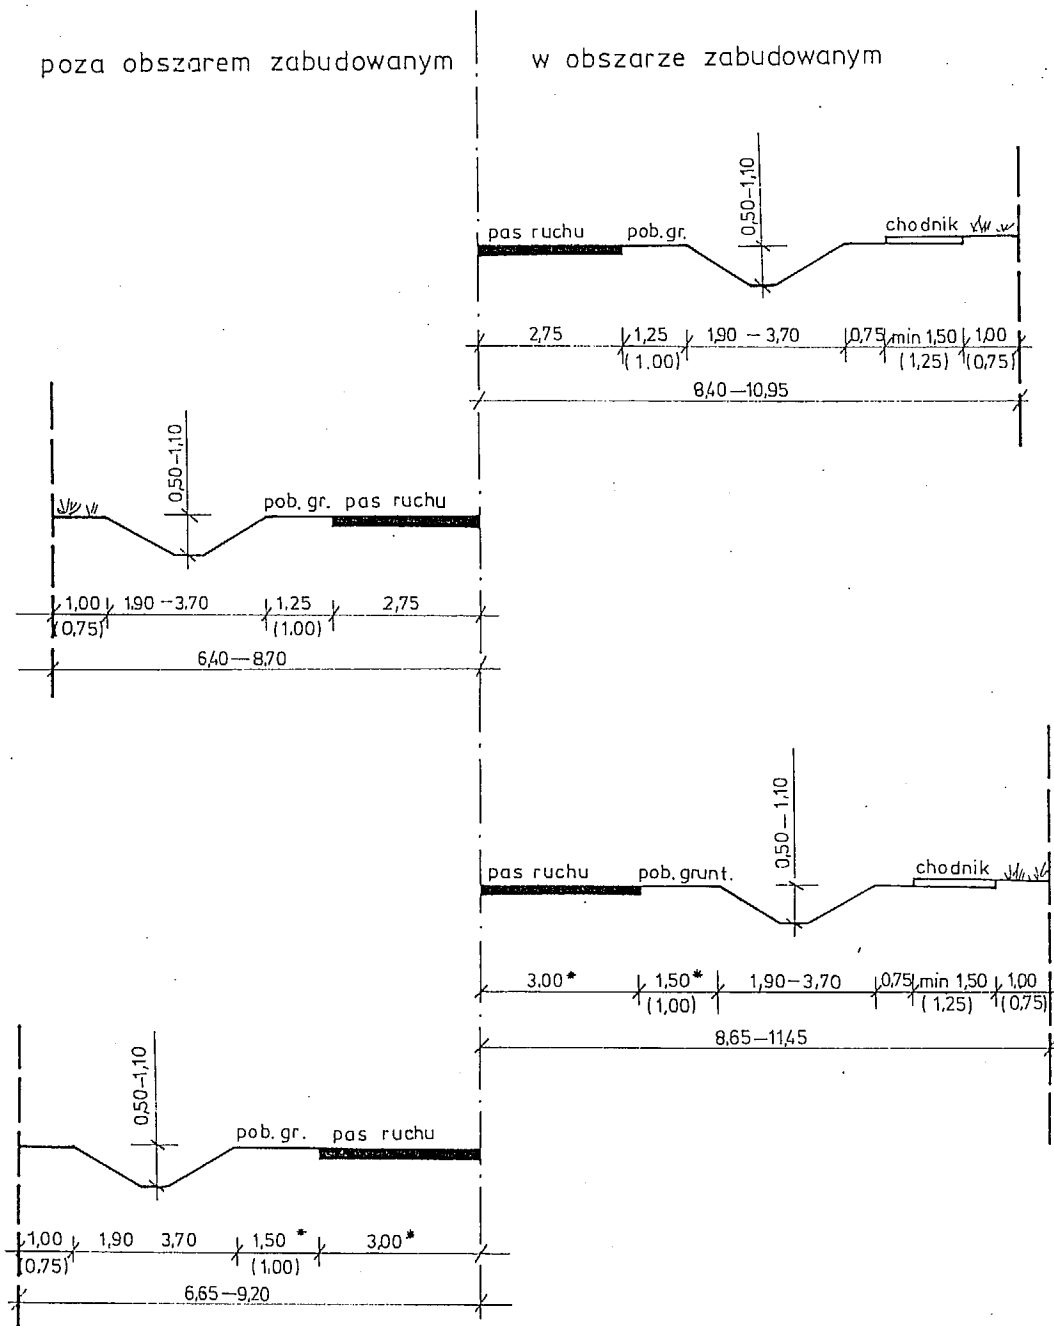 poza obszarem zabudowanym
w obszarze zabudowanym
0,50-1,10
pas ruchu
pob.gr.
chodnik
2,75
1,25
1,90 - 3,70
0,75
min 1,50
1,00
(1.00)
(1,25)
(0,75)
8,40-10,95
0,50-1,10
pob. gr.
pas ruchu
1,00
1,90 -3,70
1,25
2,75
(0,75)
(1.00)
6,40-8,70
0,50-1,10
pas ruchu
pob. grunt.
chodnik
3,00*
1,50*
1,90-3,70
0,75
min 1,50
1,00
(1,00)
(1,25)
(0,75)
8,65-11,45
0,50-1,10
pob. gr.
pas ruchu
1,00
1,90 3,70
1,50*
3,00*
(0,75)
(1,00)
6,65-9,20